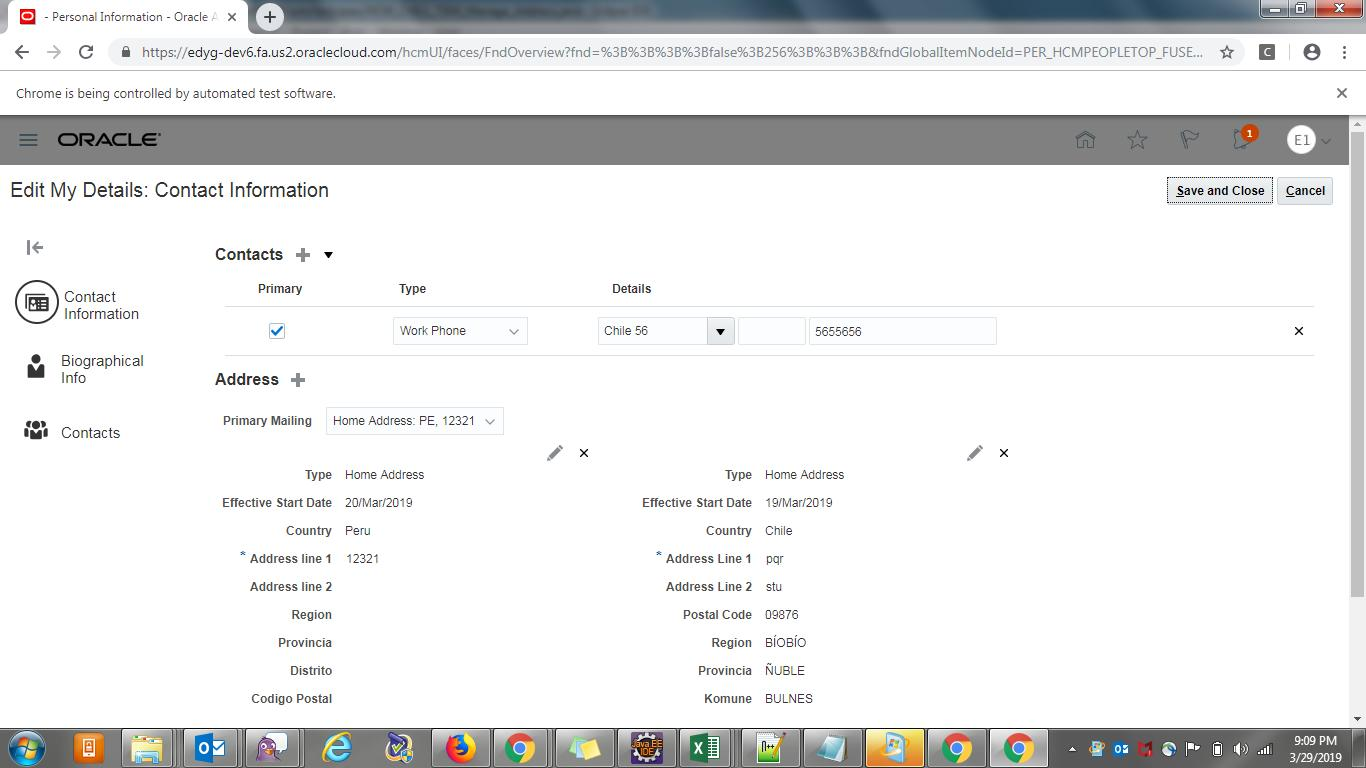 - Personal Information - Oracle A
https://edyg-dev6.fa.us2.oraclecloud.com/hcmUI/faces/FndOverview?fnd=%3B%3B%3B%3Bfalse%3B256%3B%3B%3B&fndGlobalItemNodeId=PER_HCMPEOPLETOP_FUSE...
C
Chrome is being controlled by automated test software.
ORACLE
1
E1
Edit My Details: Contact Information
Save and Close
Cancel
Contact
Information
Biographical
Info
Contacts
Contacts
Primary Type Details
Work Phone Chile 56 5655656
Address
Primary Mailing Home Address: PE, 12321
Type Home Address
Effective Start Date 20/Mar/2019
Country Peru
* Address line 1 12321
Address line 2
Region
Provincia
Distrito
Codigo Postal
Type Home Address
Effective Start Date 19/Mar/2019
Country Chile
* Address Line 1 pqr
Address Line 2 stu
Postal Code 09876
Region BÍOBÍO
Provincia ÑUBLE
Komune BULNES
Java EE
IDE
9:09 PM
3/29/2019